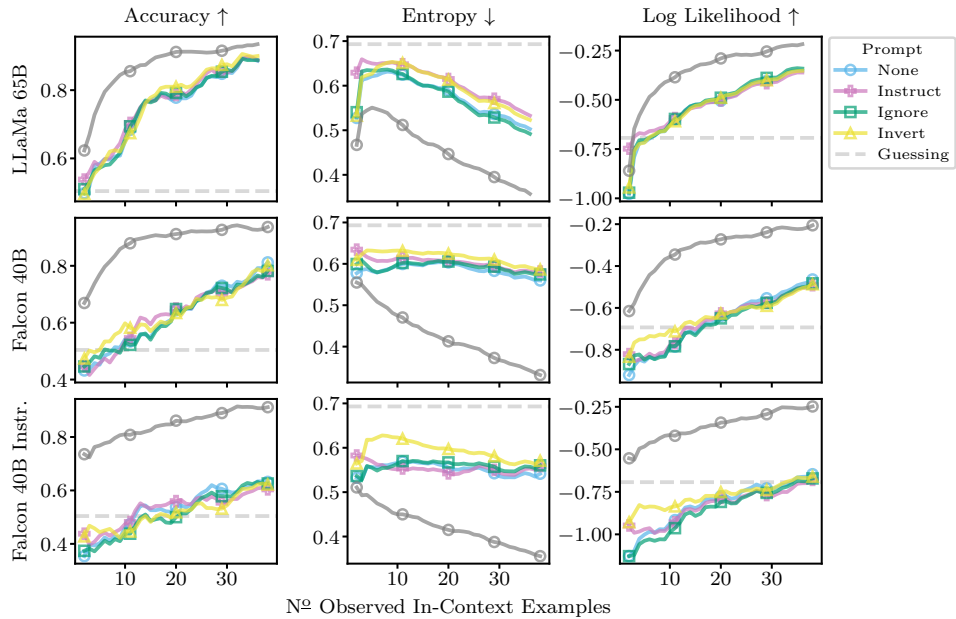 Accuracy ↑
Entropy ↓
Log Likelihood ↑
LLaMa 65B
0.8
0.6
0.7
0.6
0.5
0.4
−0.25
−0.50
−0.75
−1.00
Prompt
None
Instruct
Ignore
Invert
Guessing
Falcon 40B
0.8
0.6
0.4
0.7
0.6
0.5
0.4
−0.2
−0.4
−0.6
−0.8
Falcon 40B Instr.
0.8
0.6
0.4
0.7
0.6
0.5
0.4
−0.25
−0.50
−0.75
−1.00
10 20 30
10 20 30
10 20 30
Nº Observed In-Context Examples